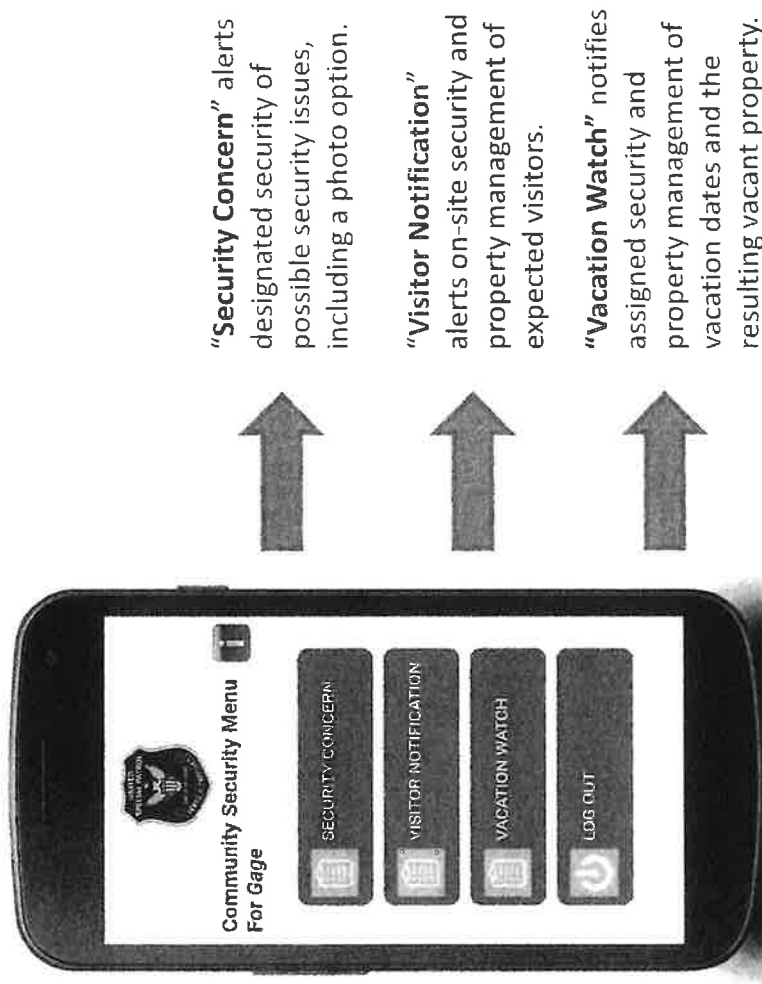 Community Security Menu
For Gage
i
SECURITY CONCERN
VISITOR NOTIFICATION
VACATION WATCH
LOG OUT
“Security Concern” alerts
designated security of
possible security issues,
including a photo option.
“Visitor Notification”
alerts on-site security and
property management of
expected visitors.
“Vacation Watch” notifies
assigned security and
property management of
vacation dates and the
resulting vacant property.